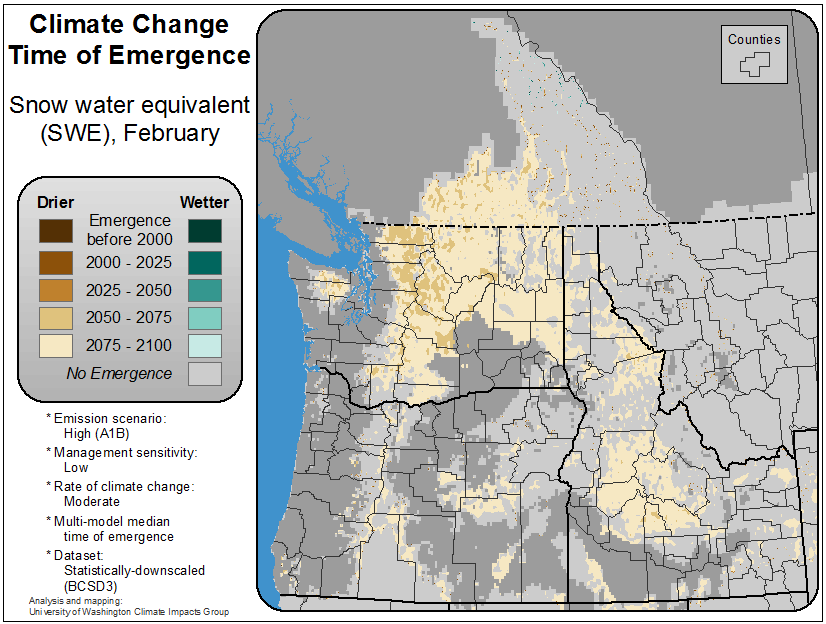 Climate Change
Time of Emergence
Snow water equivalent
(SWE), February
Drier
Wetter
Emergence
before 2000
2000 - 2025
2025 - 2050
2050 - 2075
2075 - 2100
No Emergence
* Emission scenario:
High (A1B)
* Management sensitivity:
Low
* Rate of climate change:
Moderate
* Multi-model median
time of emergence
* Dataset:
Statistically-downscaled
(BCSD3)
Analysis and mapping:
University of Washington Climate Impacts Group
Counties